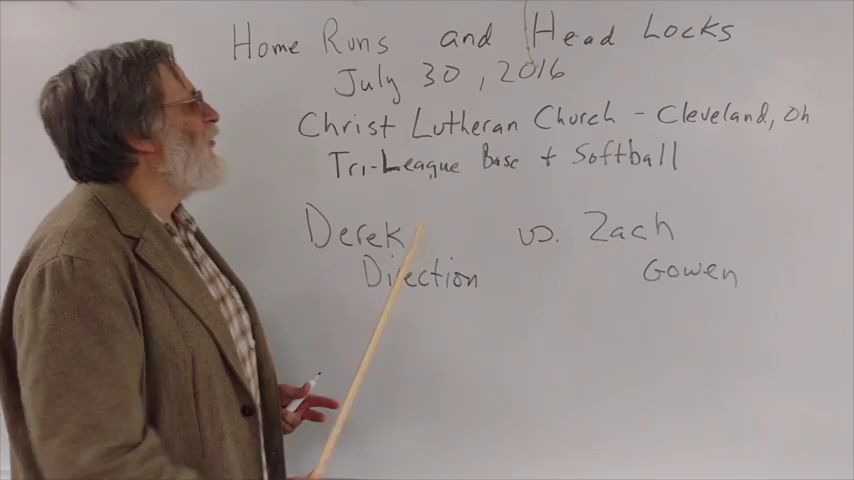 Home Runs and Head Locks
July 30, 2016
Christ Lutheran Church - Cleveland, Oh
Tri-League Base + Softball
Derek vs. Zach
Direction Gowen